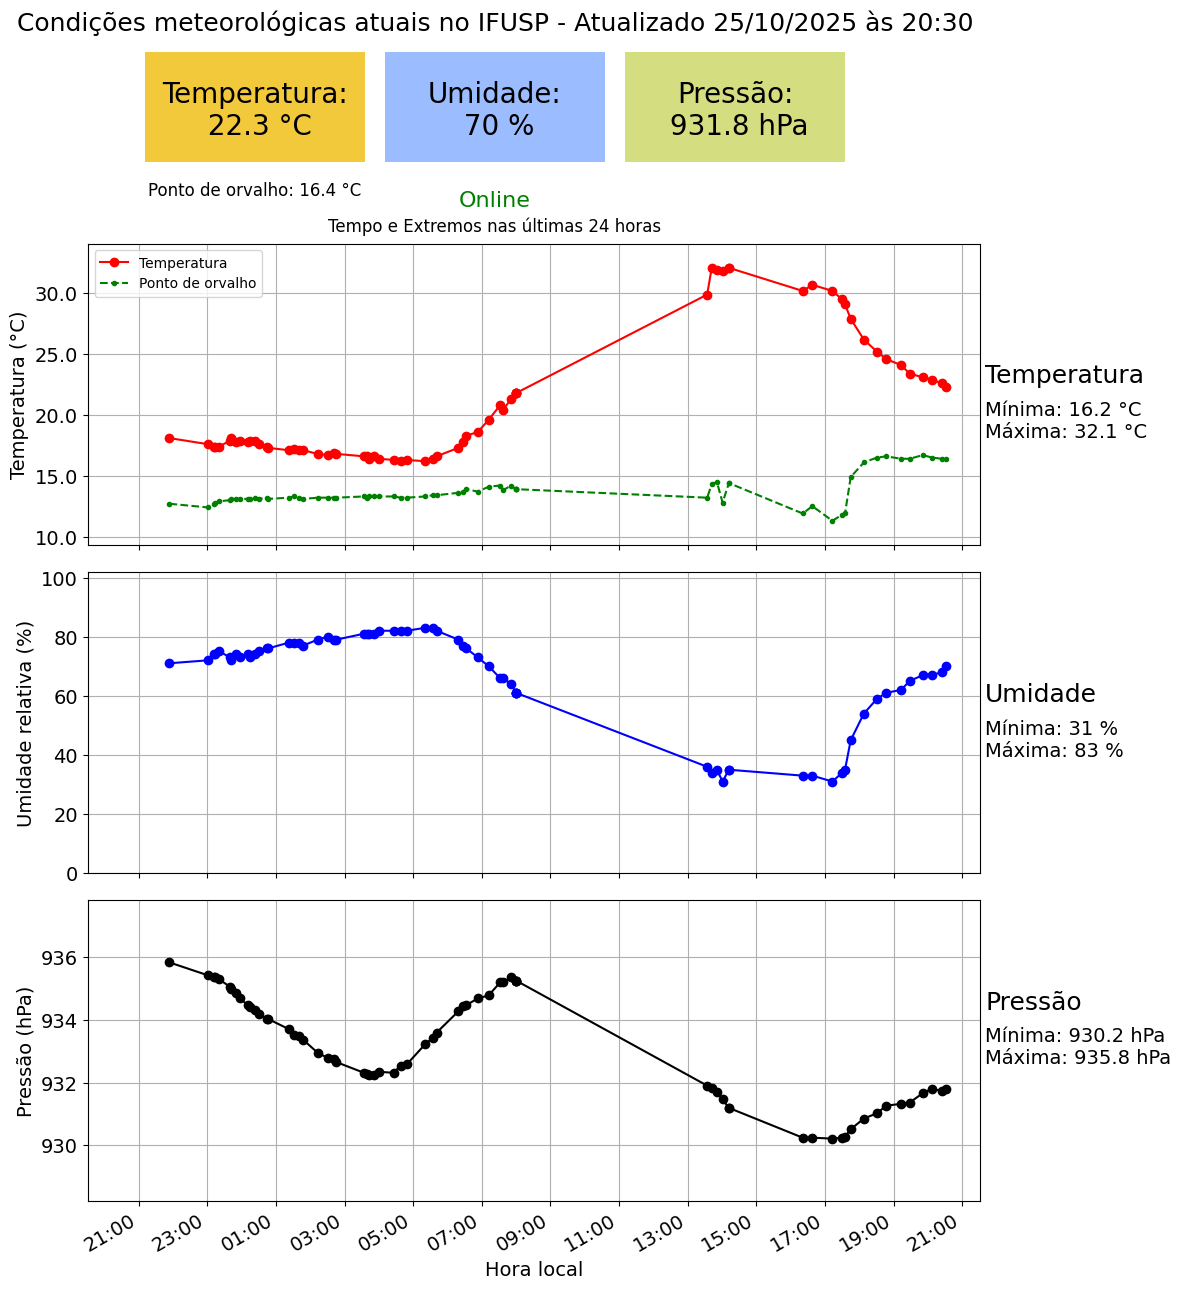 Condições meteorológicas atuais no IFUSP - Atualizado 25/10/2025 às 20:30
Temperatura:
22.3 °C
Umidade:
70 %
Pressão:
931.8 hPa
Ponto de orvalho: 16.4 °C
Online
Tempo e Extremos nas últimas 24 horas
Temperatura
Ponto de orvalho
Temperatura (°C)
30.0
25.0
20.0
15.0
10.0
Temperatura
Mínima: 16.2 °C
Máxima: 32.1 °C
Umidade relativa (%)
100
80
60
40
20
0
Umidade
Mínima: 31 %
Máxima: 83 %
Pressão (hPa)
936
934
932
930
Pressão
Mínima: 930.2 hPa
Máxima: 935.8 hPa
21:00 23:00 01:00 03:00 05:00 07:00 09:00 11:00 13:00 15:00 17:00 19:00 21:00
Hora local